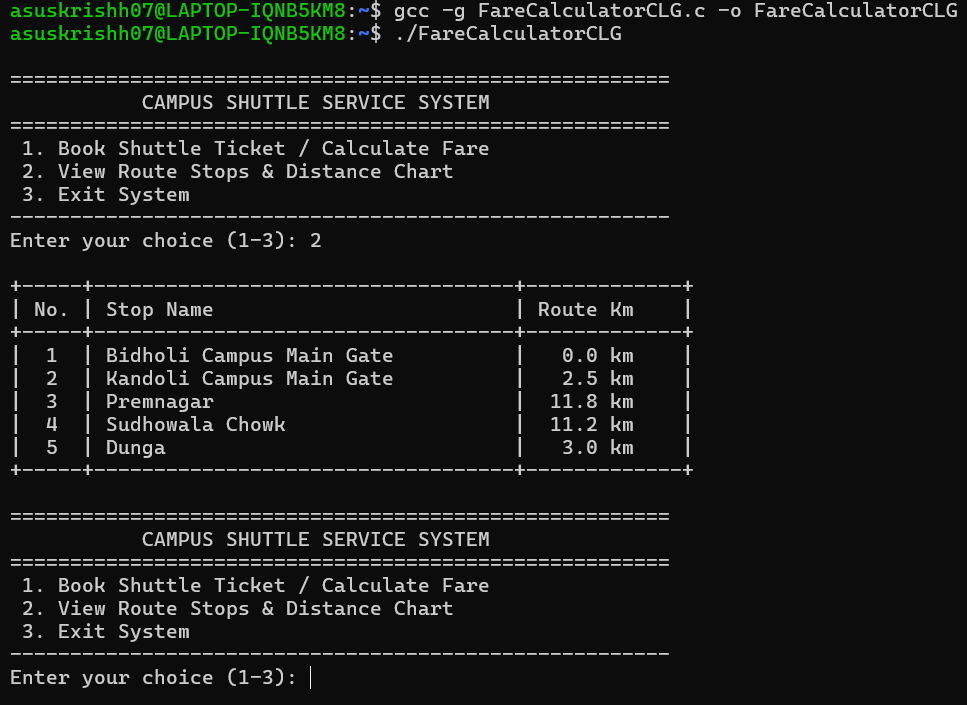 asuskrishh07@LAPTOP-IQNB5KM8:~$ gcc -g FareCalculatorCLG.c -o FareCalculatorCLG
asuskrishh07@LAPTOP-IQNB5KM8:~$ ./FareCalculatorCLG

=======================================================
           CAMPUS SHUTTLE SERVICE SYSTEM
=======================================================
 1. Book Shuttle Ticket / Calculate Fare
 2. View Route Stops & Distance Chart
 3. Exit System
-------------------------------------------------------
Enter your choice (1-3): 2

+-----+-----------------------------------+-------------+
| No. | Stop Name                         | Route Km    |
+-----+-----------------------------------+-------------+
|  1  | Bidholi Campus Main Gate          |   0.0 km    |
|  2  | Kandoli Campus Main Gate          |   2.5 km    |
|  3  | Premnagar                         |  11.8 km    |
|  4  | Sudhowala Chowk                   |  11.2 km    |
|  5  | Dunga                             |   3.0 km    |
+-----+-----------------------------------+-------------+

=======================================================
           CAMPUS SHUTTLE SERVICE SYSTEM
=======================================================
 1. Book Shuttle Ticket / Calculate Fare
 2. View Route Stops & Distance Chart
 3. Exit System
-------------------------------------------------------
Enter your choice (1-3):